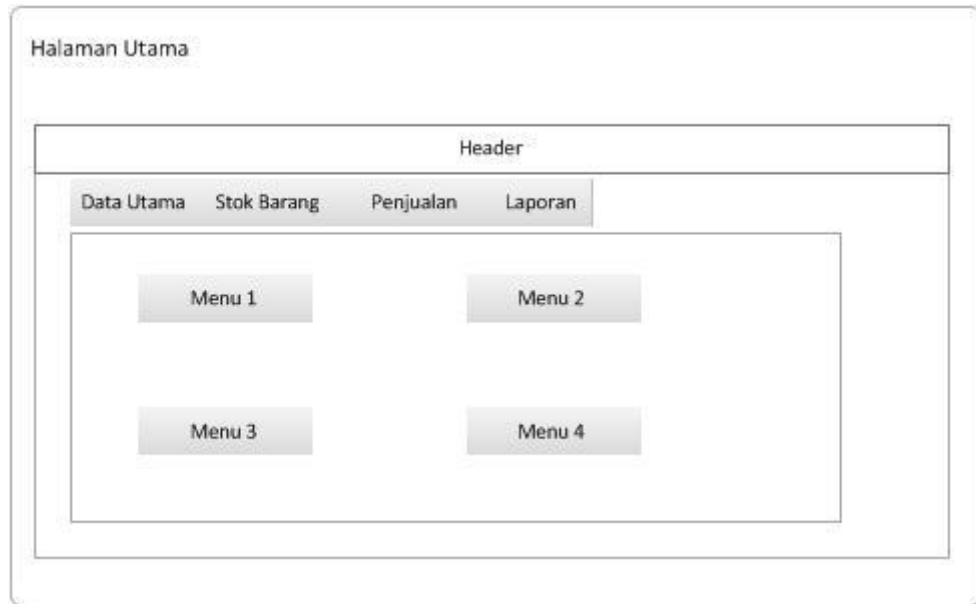 Halaman Utama
Header
Data Utama Stok Barang Penjualan Laporan
Menu 1 Menu 2
Menu 3 Menu 4